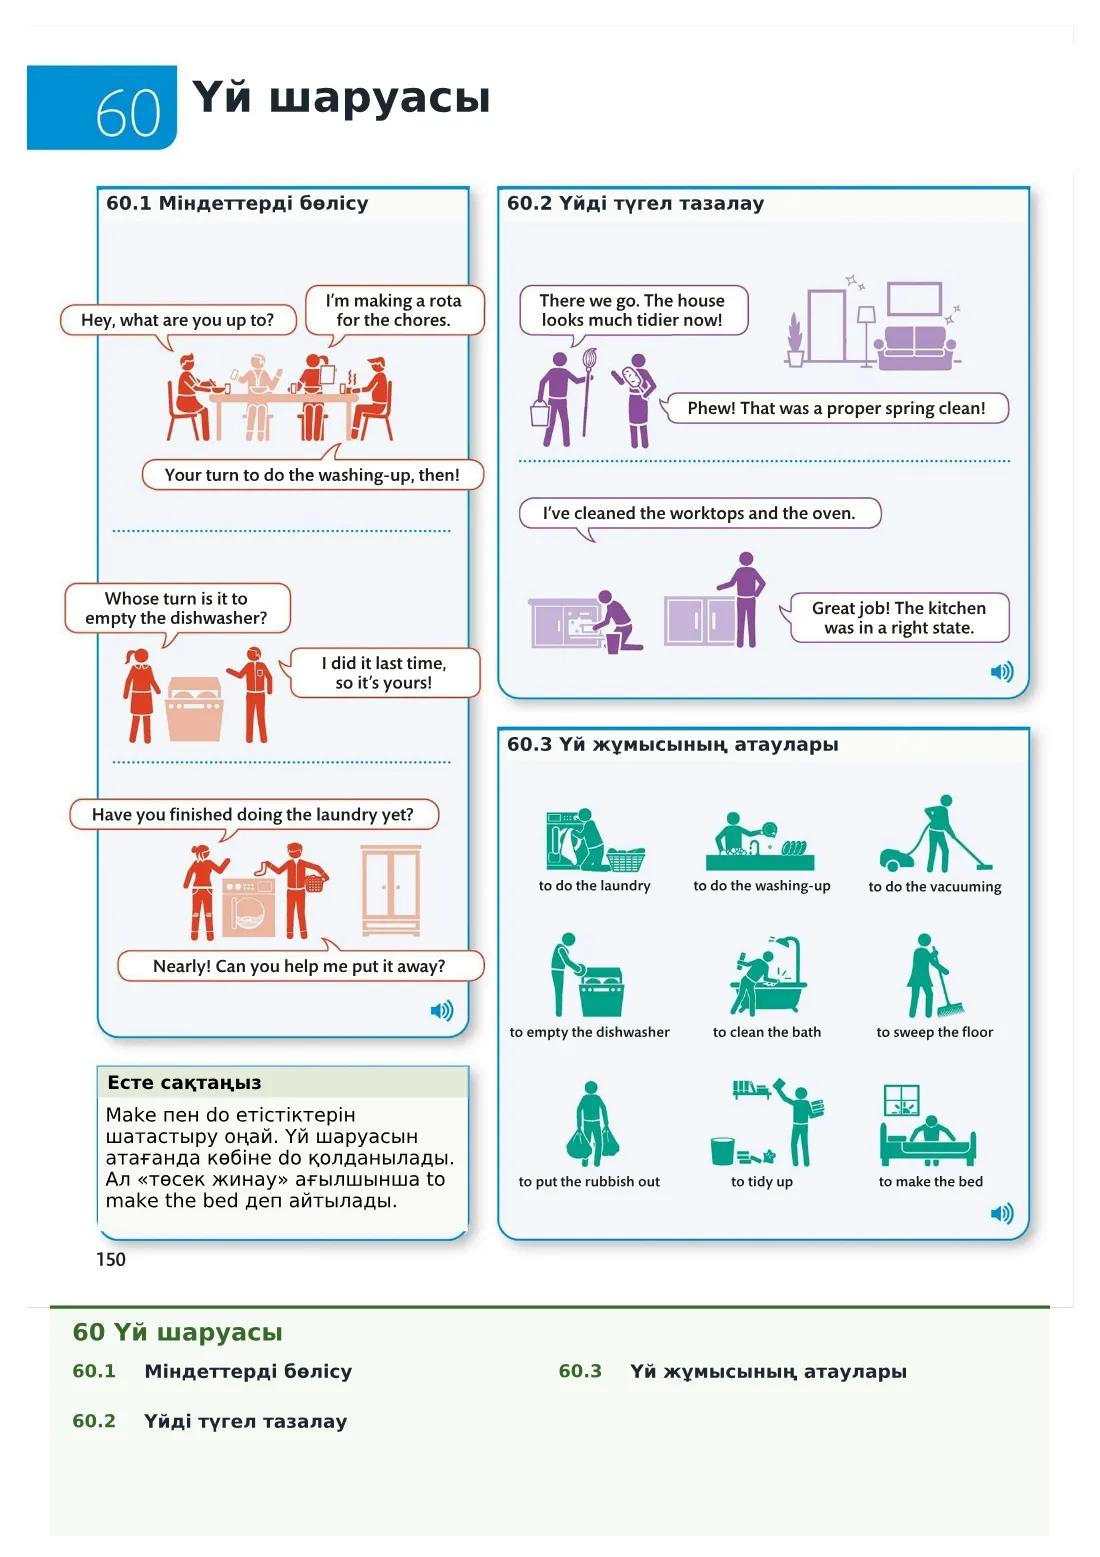 60
Үй шаруасы
60.1 Міндеттерді бөлісу
Hey, what are you up to?
I'm making a rota
for the chores.
Your turn to do the washing-up, then!
Whose turn is it to
empty the dishwasher?
I did it last time,
so it's yours!
Have you finished doing the laundry yet?
Nearly! Can you help me put it away?
60.2 Үйді түгел тазалау
There we go. The house
looks much tidier now!
Phew! That was a proper spring clean!
I've cleaned the worktops and the oven.
Great job! The kitchen
was in a right state.
60.3 Үй жұмысының атаулары
to do the laundry
to do the washing-up
to do the vacuuming
to empty the dishwasher
to clean the bath
to sweep the floor
to put the rubbish out
to tidy up
to make the bed
Есте сақтаңыз
Make пен do етістіктерін
шатастыру оңай. Үй шаруасын
атағанда көбіне do қолданылады.
Ал «төсек жинау» ағылшынша to
make the bed деп айтылады.
150
60 Үй шаруасы
60.1 Міндеттерді бөлісу
60.2 Үйді түгел тазалау
60.3 Үй жұмысының атаулары